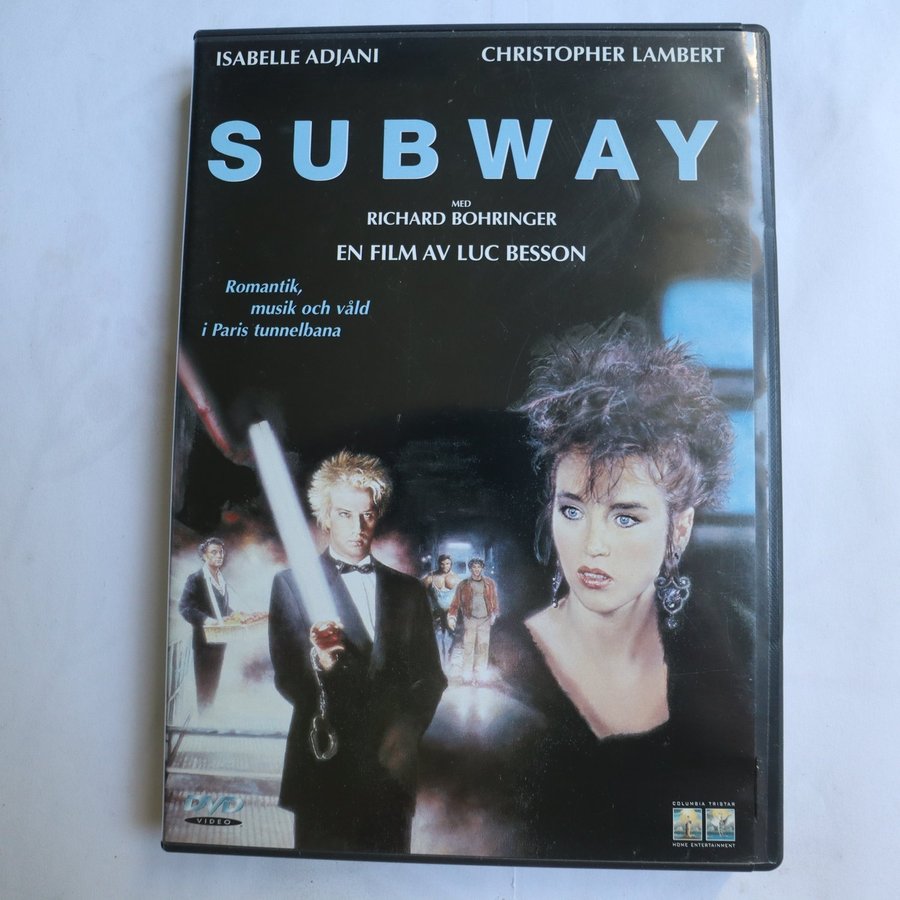 ISABELLE ADJANI CHRISTOPHER LAMBERT
SUBWAY
MED
RICHARD BOHRINGER
EN FILM AV LUC BESSON
Romantik,
musik och våld
i Paris tunnelbana
DVD
VIDEO
COLUMBIA TRISTAR
HOME ENTERTAINMENT